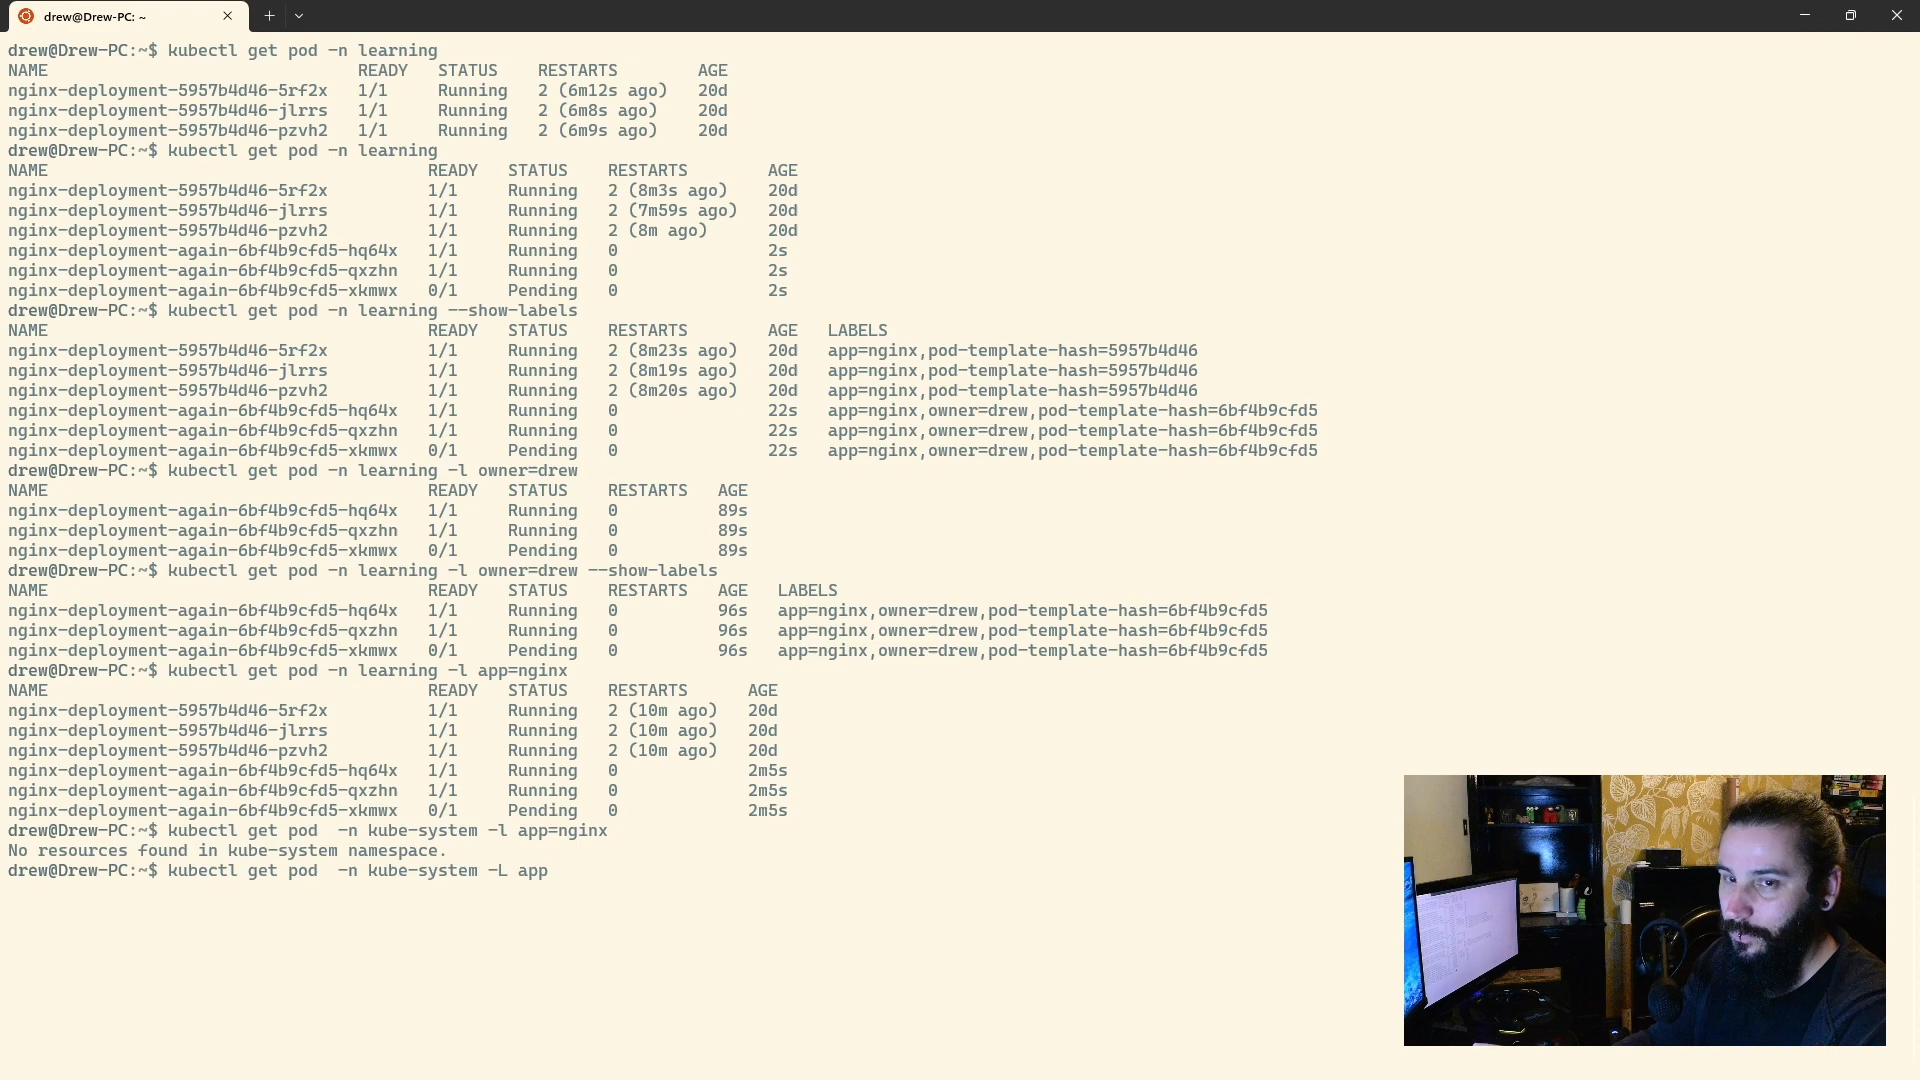 drew@Drew-PC: ~
drew@Drew-PC:~$ kubectl get pod -n learning
NAME READY STATUS RESTARTS AGE
nginx-deployment-5957b4d46-5rf2x 1/1 Running 2 (6m12s ago) 20d
nginx-deployment-5957b4d46-jlrrs 1/1 Running 2 (6m8s ago) 20d
nginx-deployment-5957b4d46-pzvh2 1/1 Running 2 (6m9s ago) 20d
drew@Drew-PC:~$ kubectl get pod -n learning
NAME READY STATUS RESTARTS AGE
nginx-deployment-5957b4d46-5rf2x 1/1 Running 2 (8m3s ago) 20d
nginx-deployment-5957b4d46-jlrrs 1/1 Running 2 (7m59s ago) 20d
nginx-deployment-5957b4d46-pzvh2 1/1 Running 2 (8m ago) 20d
nginx-deployment-again-6bf4b9cfd5-hq64x 1/1 Running 0 2s
nginx-deployment-again-6bf4b9cfd5-qxzhn 1/1 Running 0 2s
nginx-deployment-again-6bf4b9cfd5-xkmwx 0/1 Pending 0 2s
drew@Drew-PC:~$ kubectl get pod -n learning --show-labels
NAME READY STATUS RESTARTS AGE LABELS
nginx-deployment-5957b4d46-5rf2x 1/1 Running 2 (8m23s ago) 20d app=nginx,pod-template-hash=5957b4d46
nginx-deployment-5957b4d46-jlrrs 1/1 Running 2 (8m19s ago) 20d app=nginx,pod-template-hash=5957b4d46
nginx-deployment-5957b4d46-pzvh2 1/1 Running 2 (8m20s ago) 20d app=nginx,pod-template-hash=5957b4d46
nginx-deployment-again-6bf4b9cfd5-hq64x 1/1 Running 0 22s app=nginx,owner=drew,pod-template-hash=6bf4b9cfd5
nginx-deployment-again-6bf4b9cfd5-qxzhn 1/1 Running 0 22s app=nginx,owner=drew,pod-template-hash=6bf4b9cfd5
nginx-deployment-again-6bf4b9cfd5-xkmwx 0/1 Pending 0 22s app=nginx,owner=drew,pod-template-hash=6bf4b9cfd5
drew@Drew-PC:~$ kubectl get pod -n learning -l owner=drew
NAME READY STATUS RESTARTS AGE
nginx-deployment-again-6bf4b9cfd5-hq64x 1/1 Running 0 89s
nginx-deployment-again-6bf4b9cfd5-qxzhn 1/1 Running 0 89s
nginx-deployment-again-6bf4b9cfd5-xkmwx 0/1 Pending 0 89s
drew@Drew-PC:~$ kubectl get pod -n learning -l owner=drew --show-labels
NAME READY STATUS RESTARTS AGE LABELS
nginx-deployment-again-6bf4b9cfd5-hq64x 1/1 Running 0 96s app=nginx,owner=drew,pod-template-hash=6bf4b9cfd5
nginx-deployment-again-6bf4b9cfd5-qxzhn 1/1 Running 0 96s app=nginx,owner=drew,pod-template-hash=6bf4b9cfd5
nginx-deployment-again-6bf4b9cfd5-xkmwx 0/1 Pending 0 96s app=nginx,owner=drew,pod-template-hash=6bf4b9cfd5
drew@Drew-PC:~$ kubectl get pod -n learning -l app=nginx
NAME READY STATUS RESTARTS AGE
nginx-deployment-5957b4d46-5rf2x 1/1 Running 2 (10m ago) 20d
nginx-deployment-5957b4d46-jlrrs 1/1 Running 2 (10m ago) 20d
nginx-deployment-5957b4d46-pzvh2 1/1 Running 2 (10m ago) 20d
nginx-deployment-again-6bf4b9cfd5-hq64x 1/1 Running 0 2m5s
nginx-deployment-again-6bf4b9cfd5-qxzhn 1/1 Running 0 2m5s
nginx-deployment-again-6bf4b9cfd5-xkmwx 0/1 Pending 0 2m5s
drew@Drew-PC:~$ kubectl get pod  -n kube-system -l app=nginx
No resources found in kube-system namespace.
drew@Drew-PC:~$ kubectl get pod  -n kube-system -L app